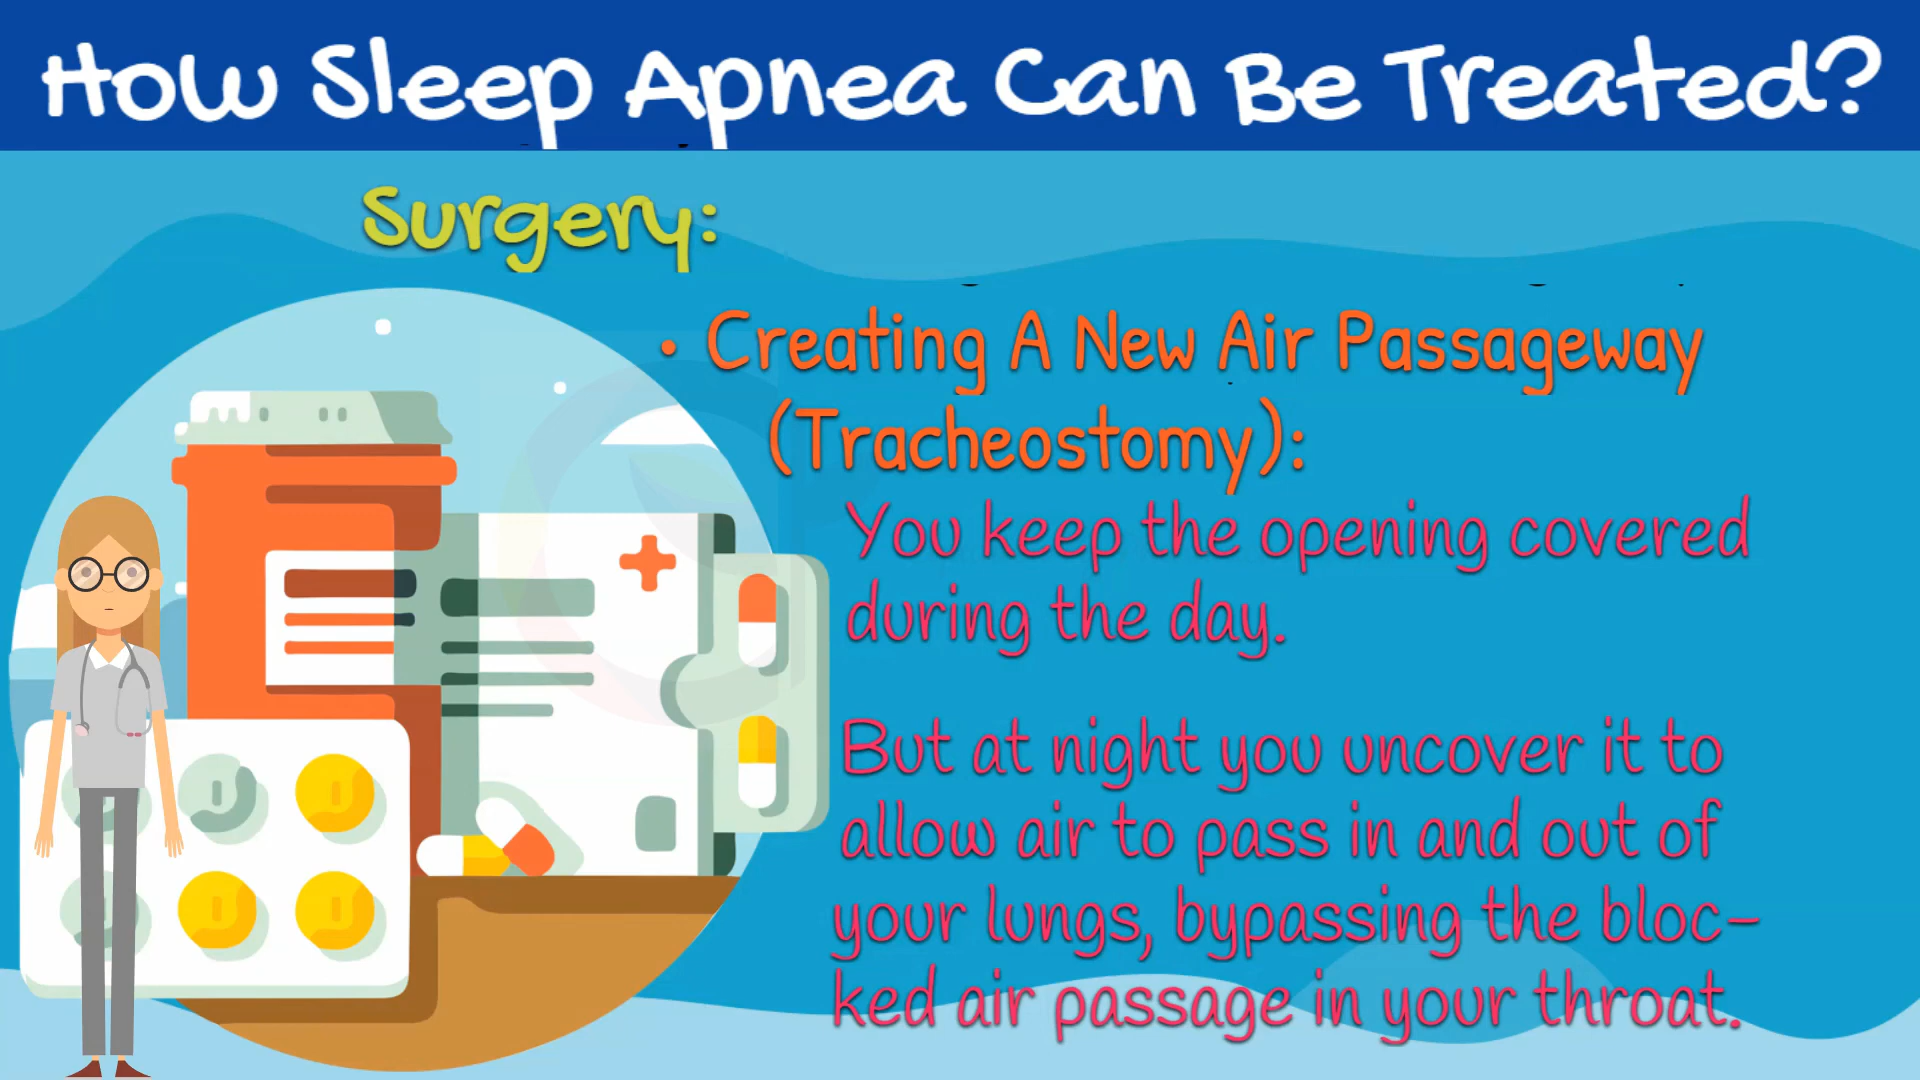 How Sleep Apnea Can Be Treated?
Surgery:
• Creating A New Air Passageway
(Tracheostomy):
You keep the opening covered
during the day.
But at night you uncover it to
allow air to pass in and out of
your lungs, bypassing the bloc-
ked air passage in your throat.